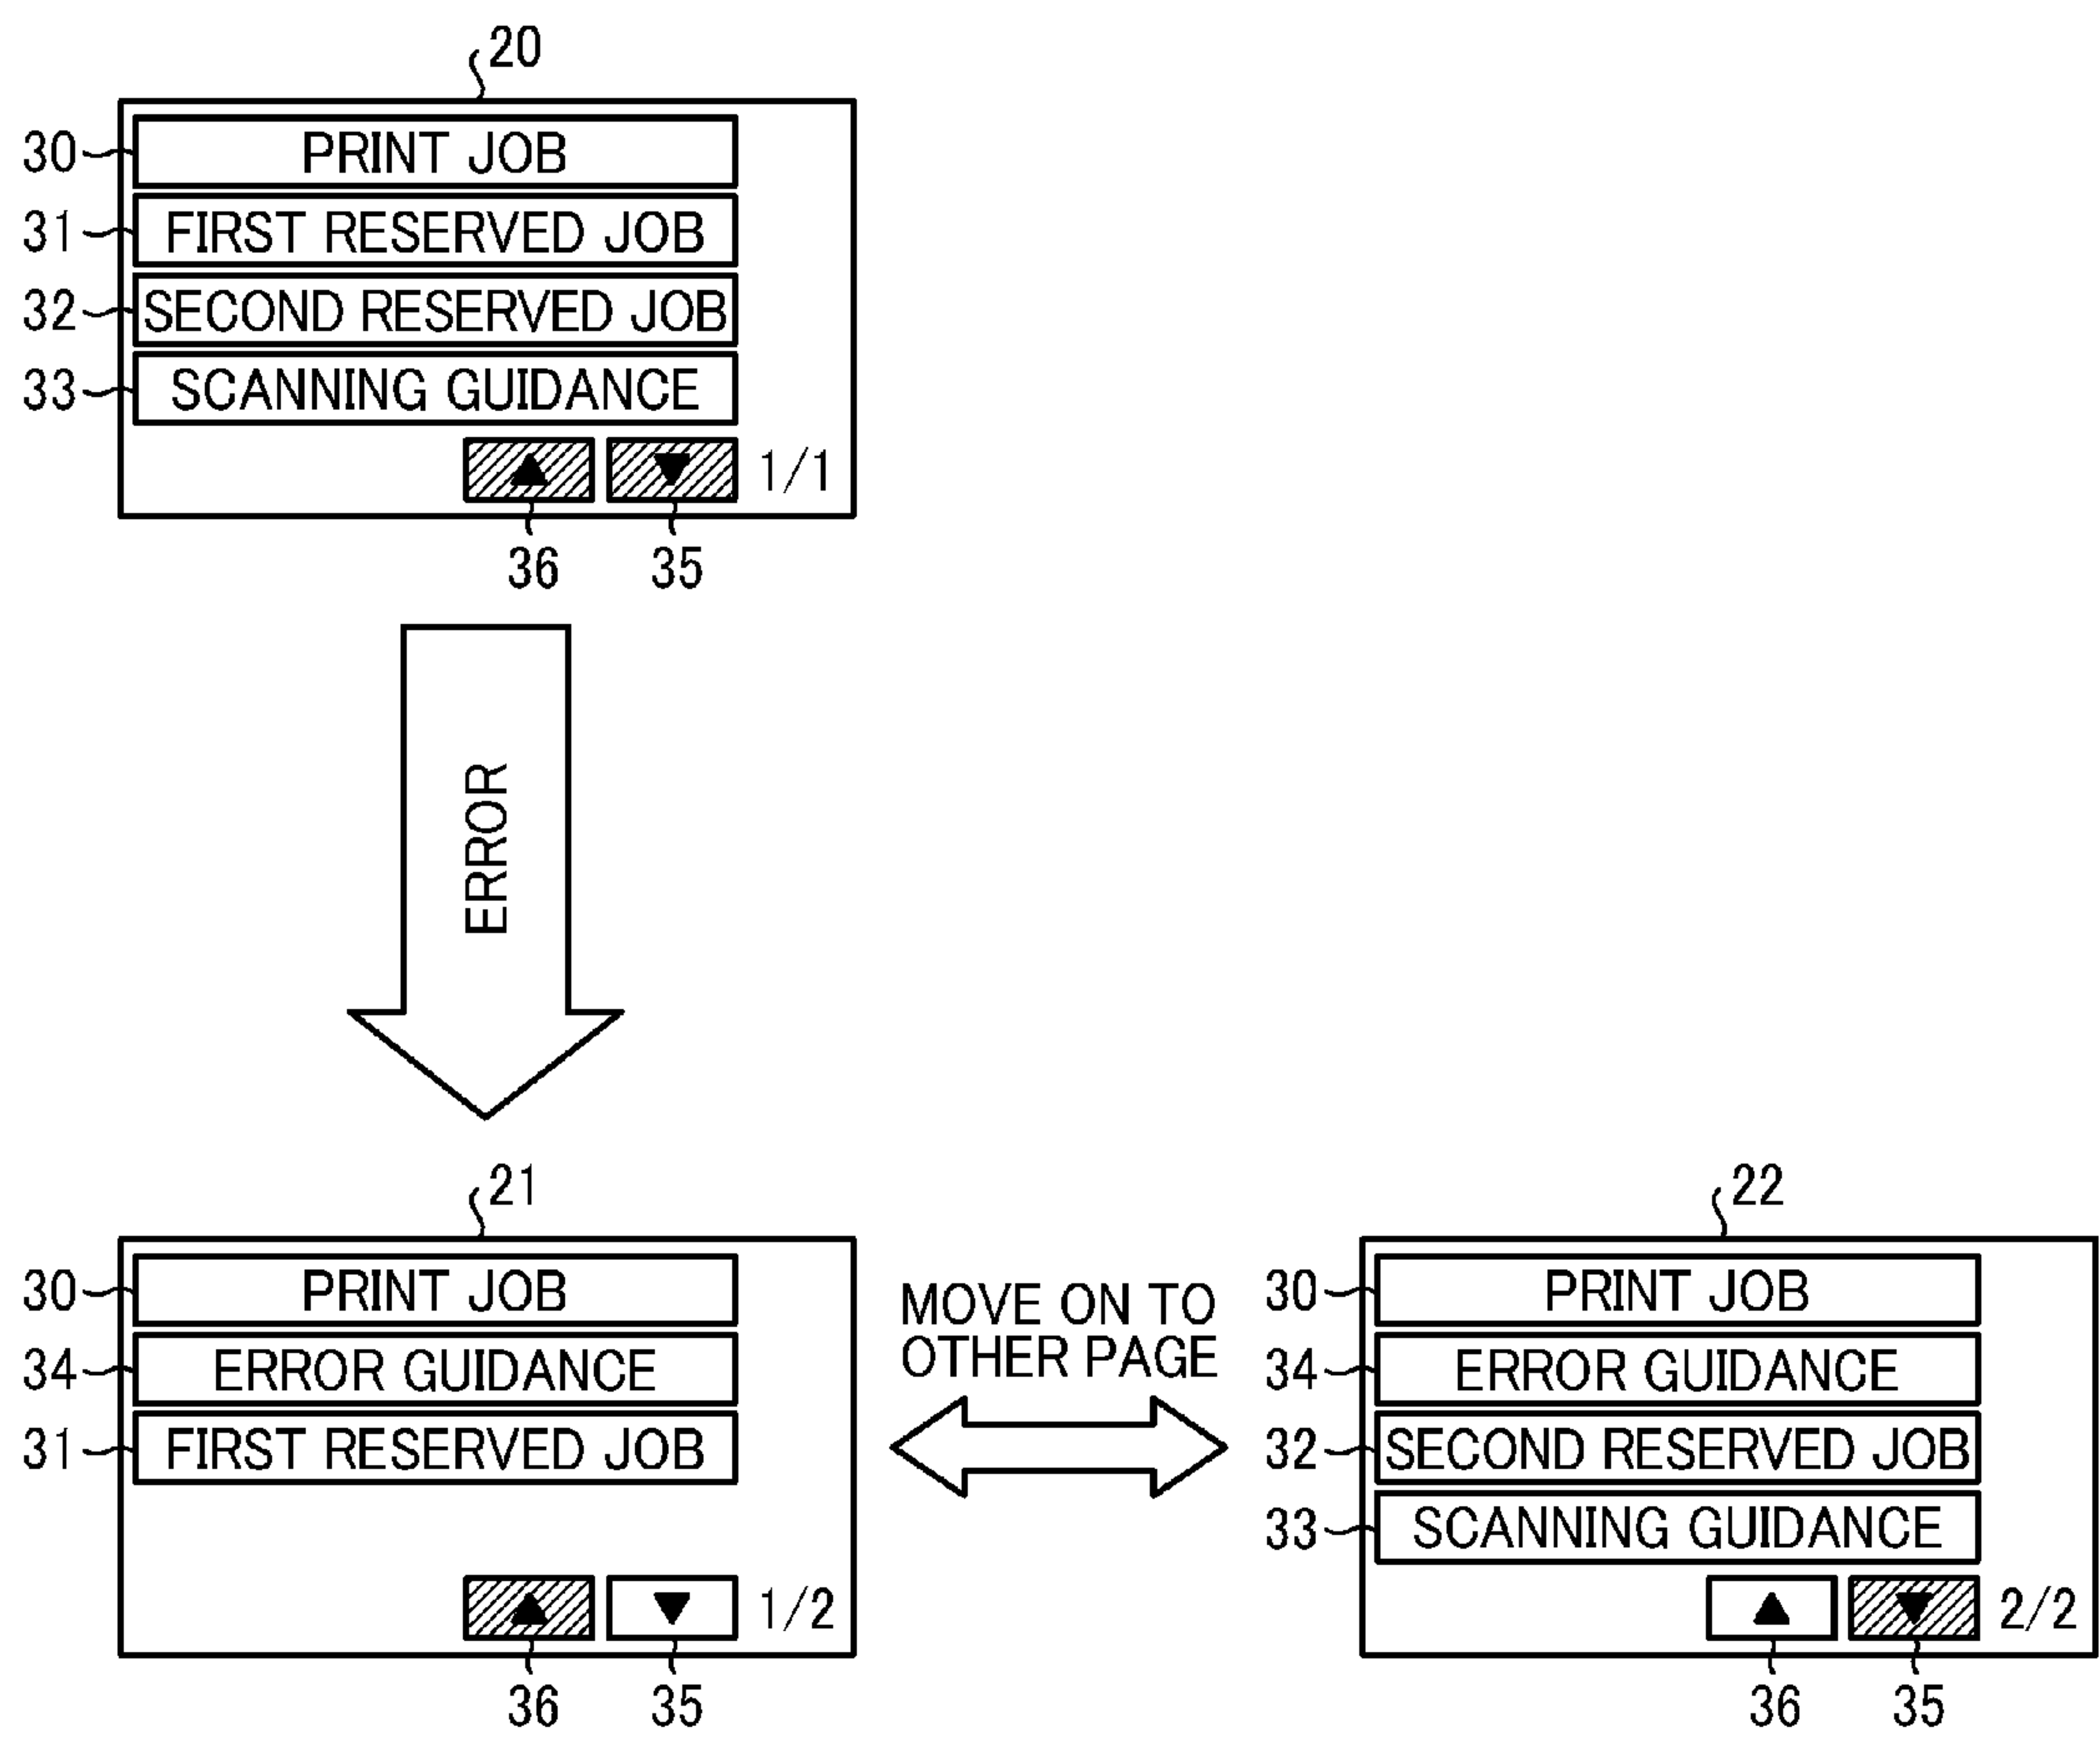 20
30 PRINT JOB
31 FIRST RESERVED JOB
32 SECOND RESERVED JOB
33 SCANNING GUIDANCE
▲ ▼ 1/1
36 35
ERROR
21
30 PRINT JOB
34 ERROR GUIDANCE
31 FIRST RESERVED JOB
▲ ▼ 1/2
36 35
MOVE ON TO
OTHER PAGE
22
30 PRINT JOB
34 ERROR GUIDANCE
32 SECOND RESERVED JOB
33 SCANNING GUIDANCE
▲ ▼ 2/2
36 35